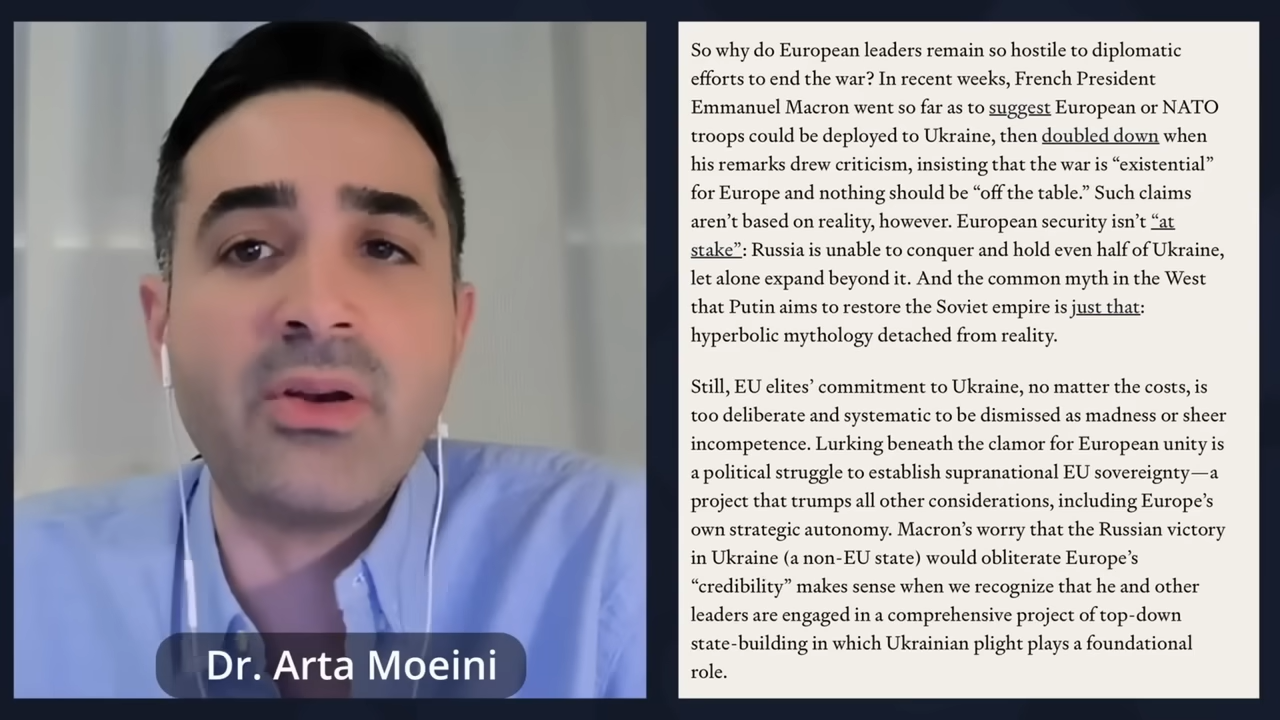 So why do European leaders remain so hostile to diplomatic
efforts to end the war? In recent weeks, French President
Emmanuel Macron went so far as to suggest European or NATO
troops could be deployed to Ukraine, then doubled down when
his remarks drew criticism, insisting that the war is “existential”
for Europe and nothing should be “off the table.” Such claims
aren’t based on reality, however. European security isn’t “at
stake”: Russia is unable to conquer and hold even half of Ukraine,
let alone expand beyond it. And the common myth in the West
that Putin aims to restore the Soviet empire is just that:
hyperbolic mythology detached from reality.
Still, EU elites’ commitment to Ukraine, no matter the costs, is
too deliberate and systematic to be dismissed as madness or sheer
incompetence. Lurking beneath the clamor for European unity is
a political struggle to establish supranational EU sovereignty—a
project that trumps all other considerations, including Europe’s
own strategic autonomy. Macron’s worry that the Russian victory
in Ukraine (a non-EU state) would obliterate Europe’s
“credibility” makes sense when we recognize that he and other
leaders are engaged in a comprehensive project of top-down
state-building in which Ukrainian plight plays a foundational
role.
Dr. Arta Moeini